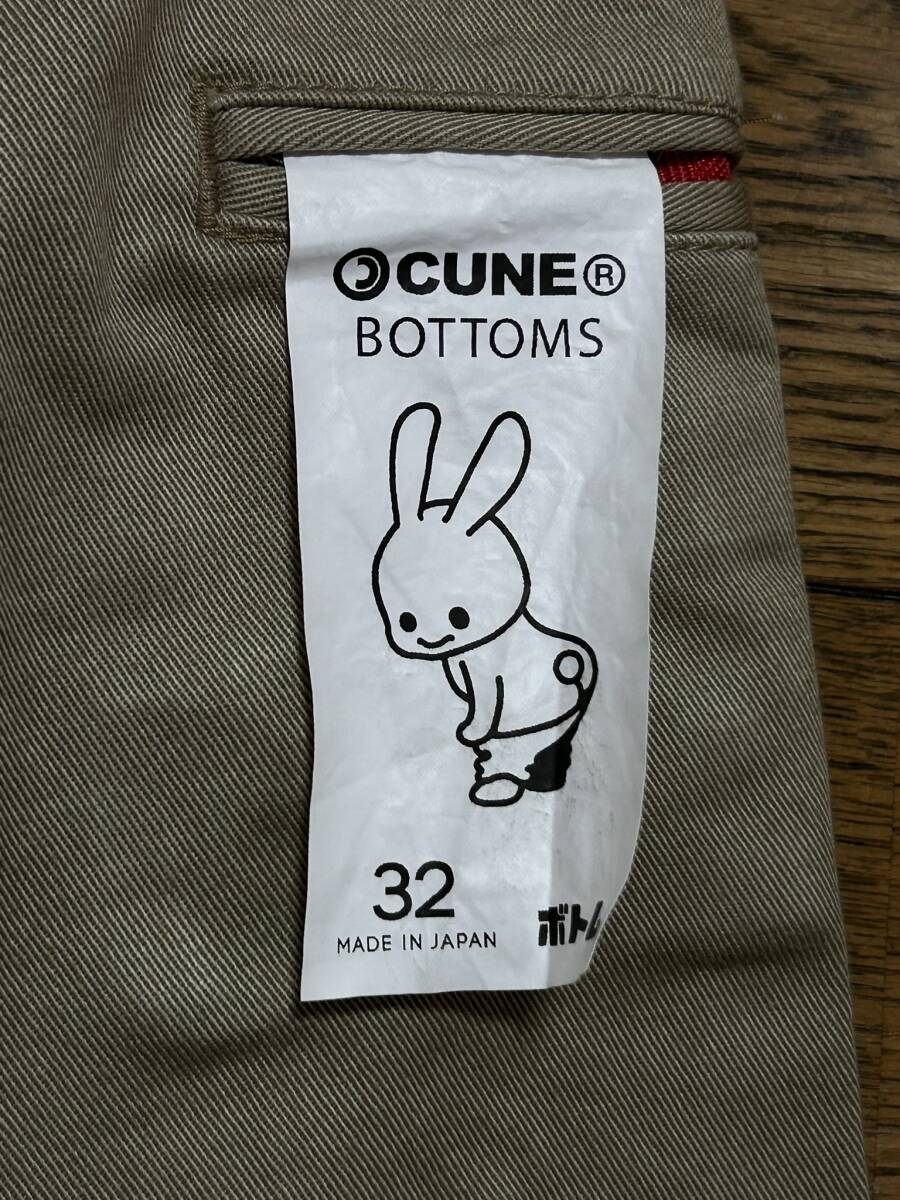 CUNE®
BOTTOMS
32
MADE IN JAPAN
ボトム